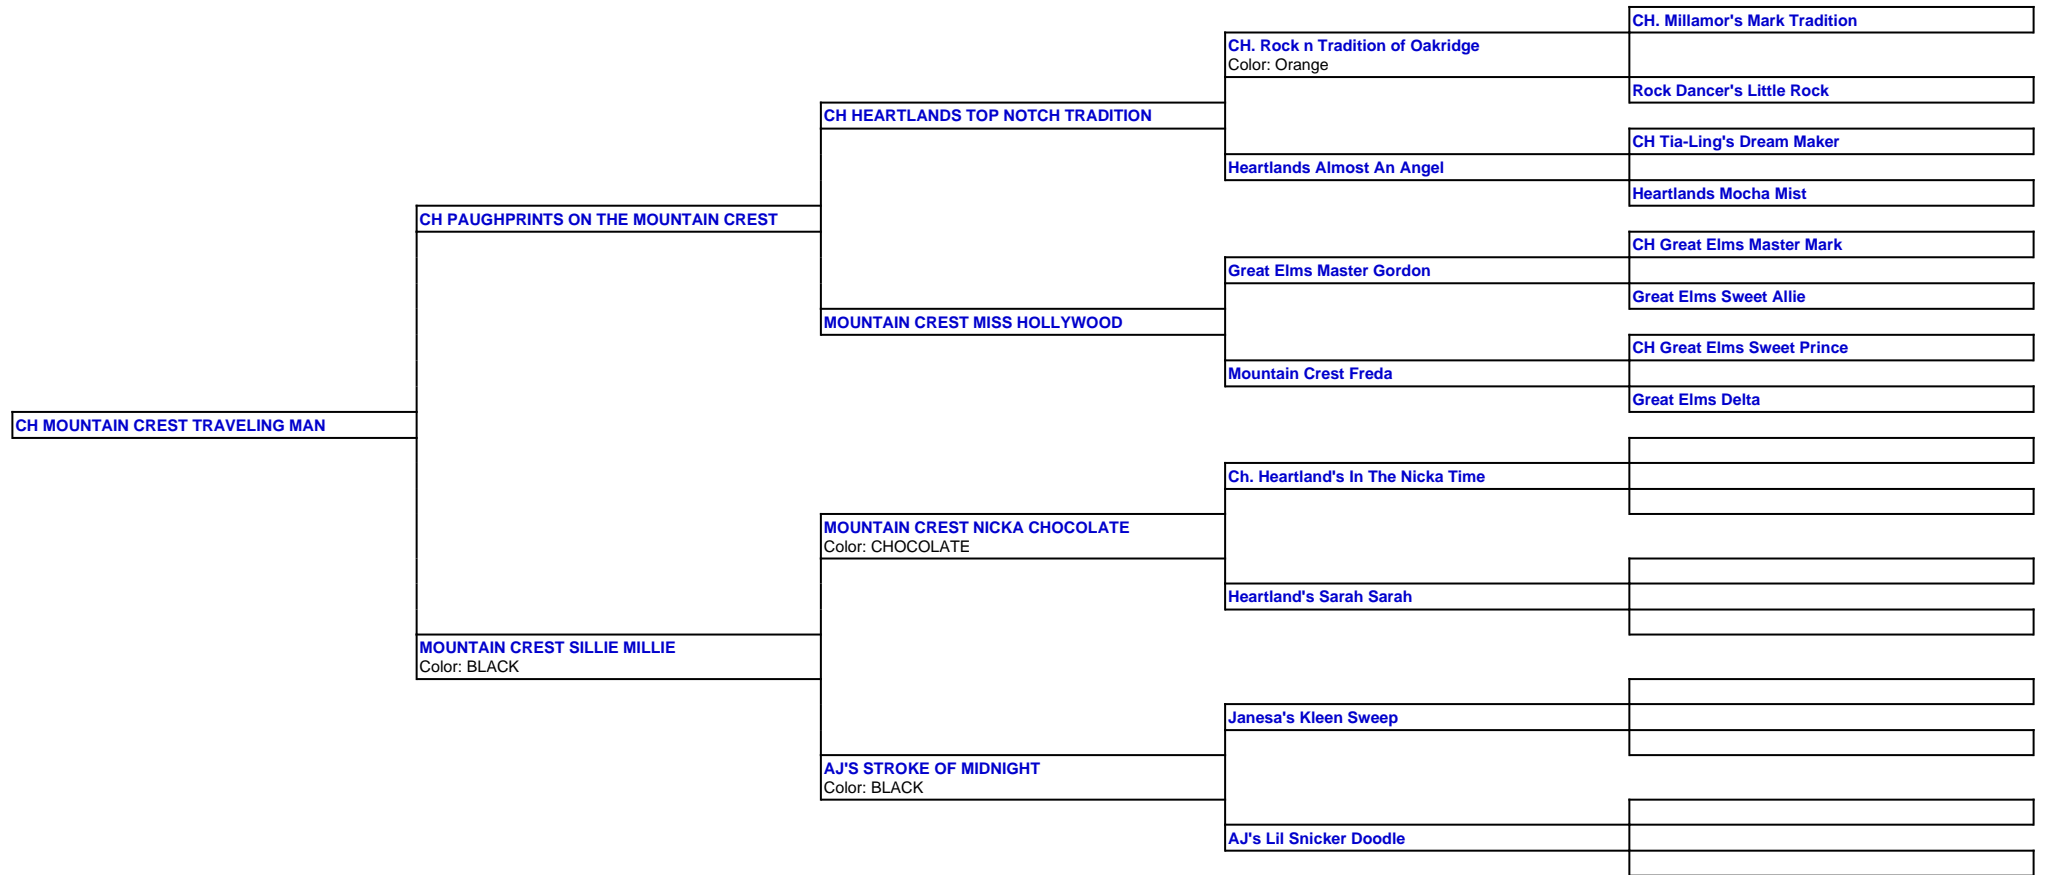 CH. Millamor's Mark Tradition
CH. Rock n Tradition of Oakridge
Color: Orange
Rock Dancer's Little Rock
CH HEARTLANDS TOP NOTCH TRADITION
CH Tia-Ling's Dream Maker
Heartlands Almost An Angel
Heartlands Mocha Mist
CH PAUGHPRINTS ON THE MOUNTAIN CREST
CH Great Elms Master Mark
Great Elms Master Gordon
Great Elms Sweet Allie
MOUNTAIN CREST MISS HOLLYWOOD
CH Great Elms Sweet Prince
Mountain Crest Freda
Great Elms Delta
CH MOUNTAIN CREST TRAVELING MAN
Ch. Heartland's In The Nicka Time
MOUNTAIN CREST NICKA CHOCOLATE
Color: CHOCOLATE
Heartland's Sarah Sarah
MOUNTAIN CREST SILLIE MILLIE
Color: BLACK
Janesa's Kleen Sweep
AJ'S STROKE OF MIDNIGHT
Color: BLACK
AJ's Lil Snicker Doodle